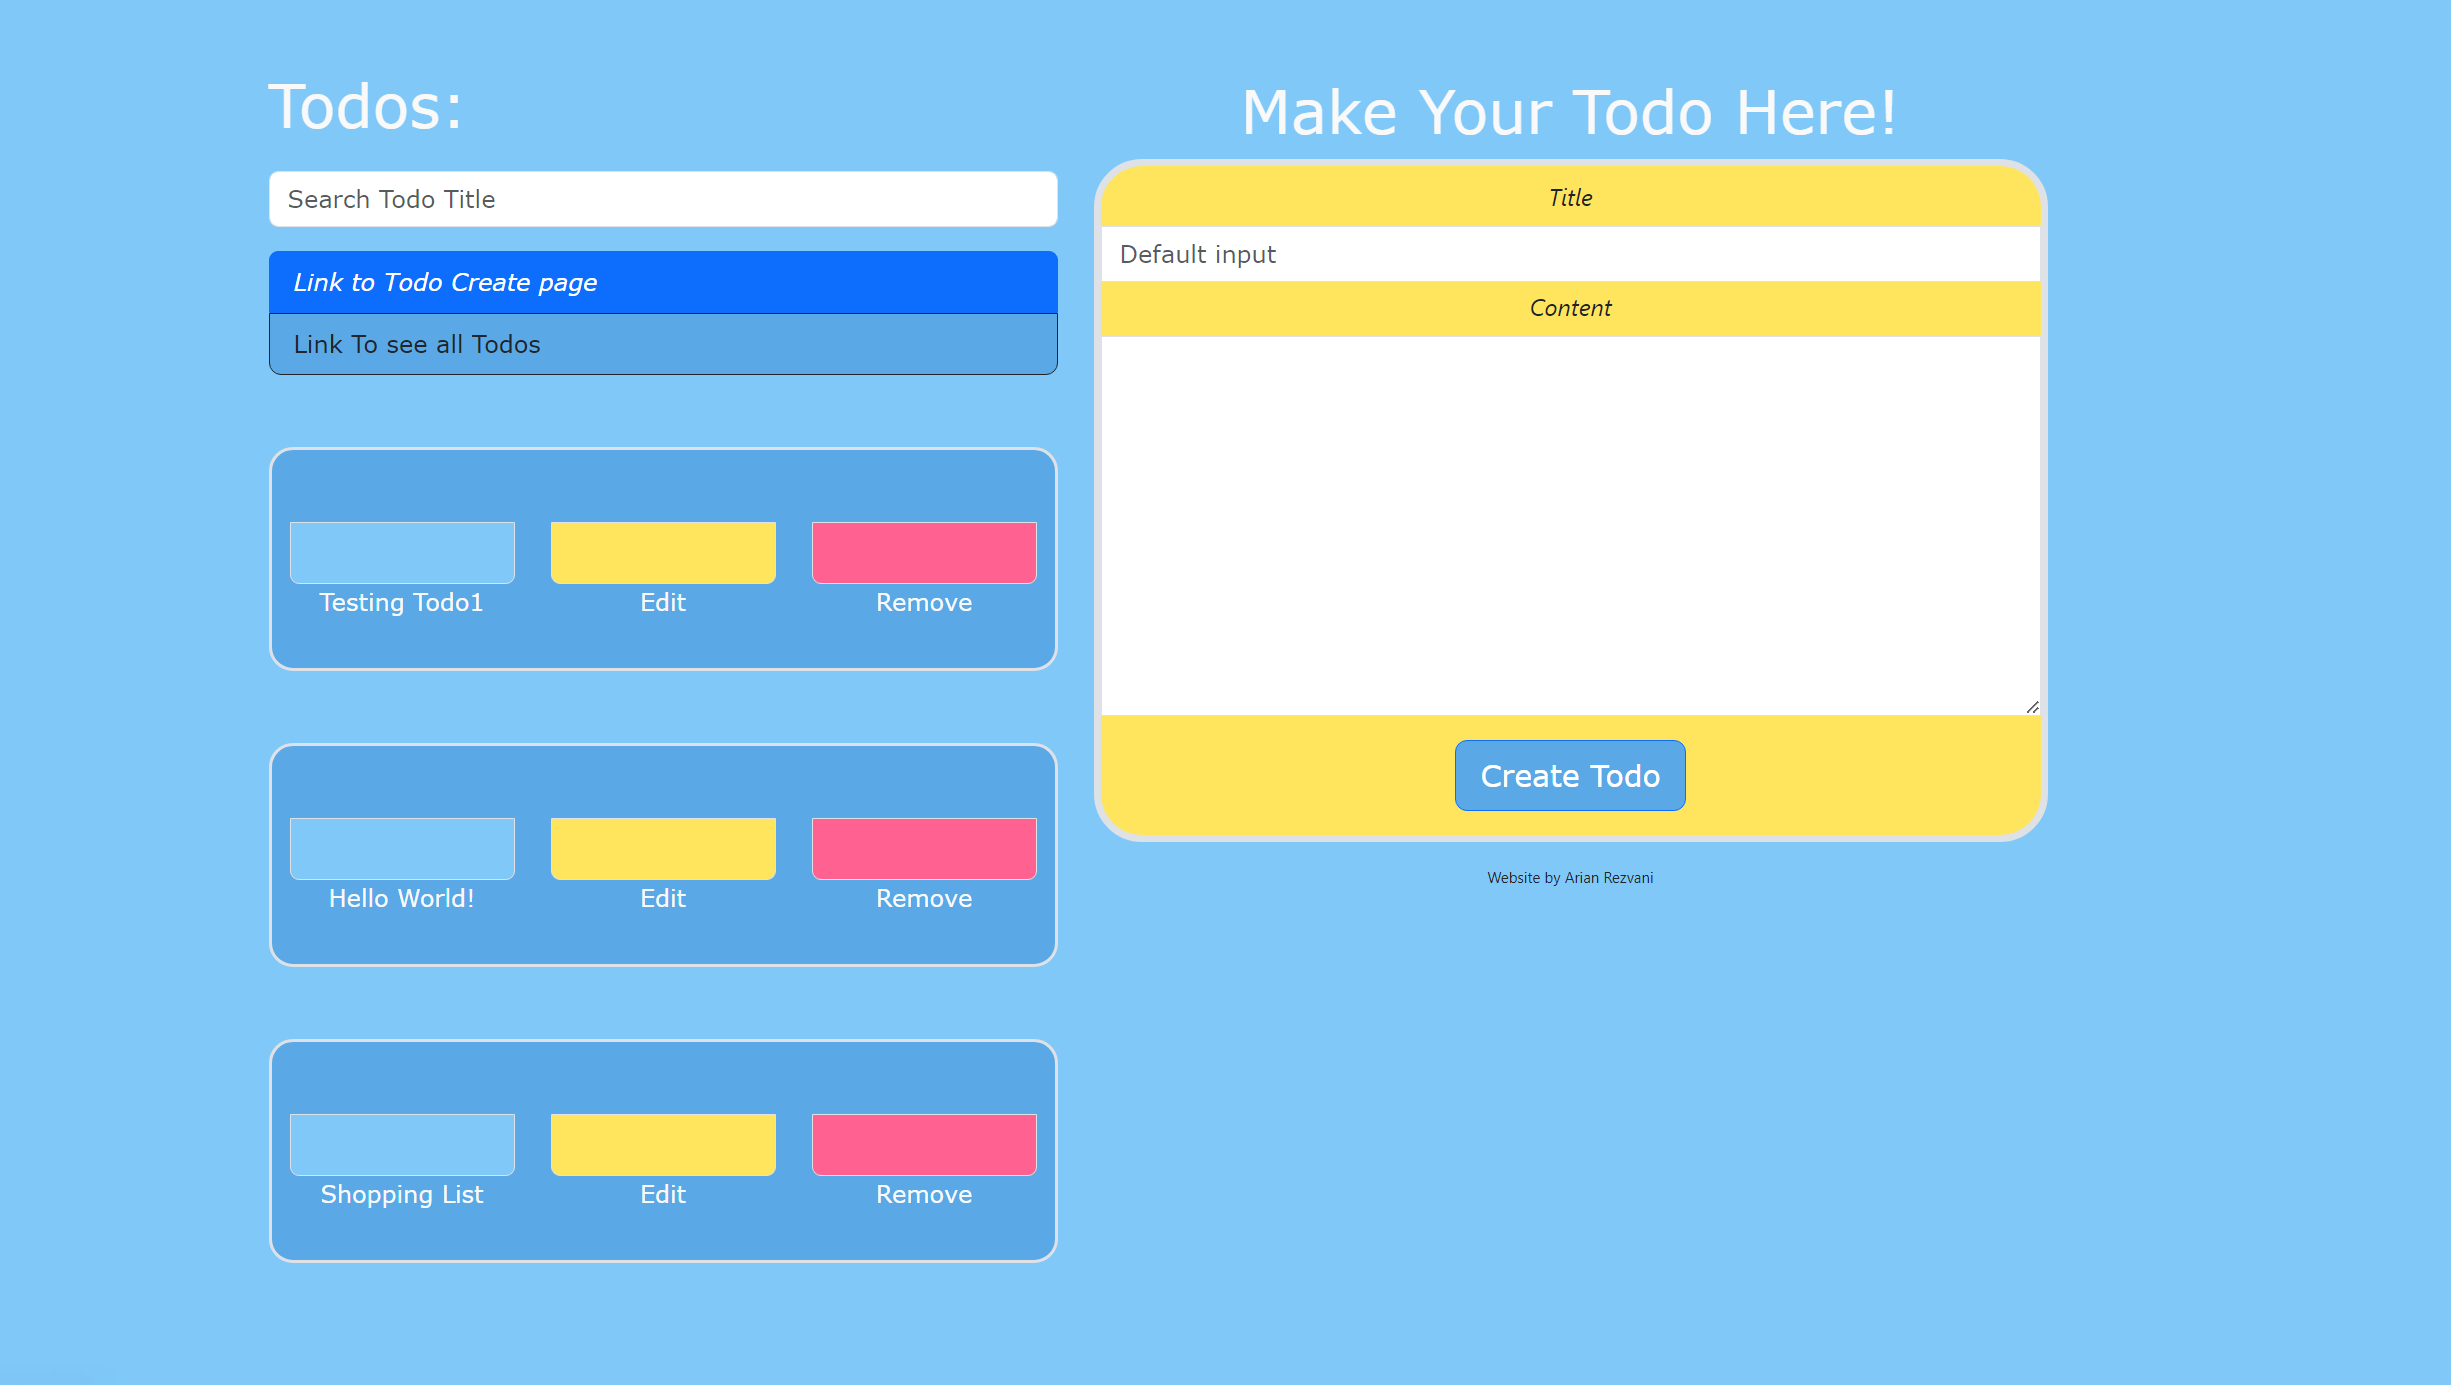 Todos:
Search Todo Title
Link to Todo Create page
Link To see all Todos
Testing Todo1
Edit
Remove
Hello World!
Edit
Remove
Shopping List
Edit
Remove
Make Your Todo Here!
Title
Default input
Content
Create Todo
Website by Arian Rezvani